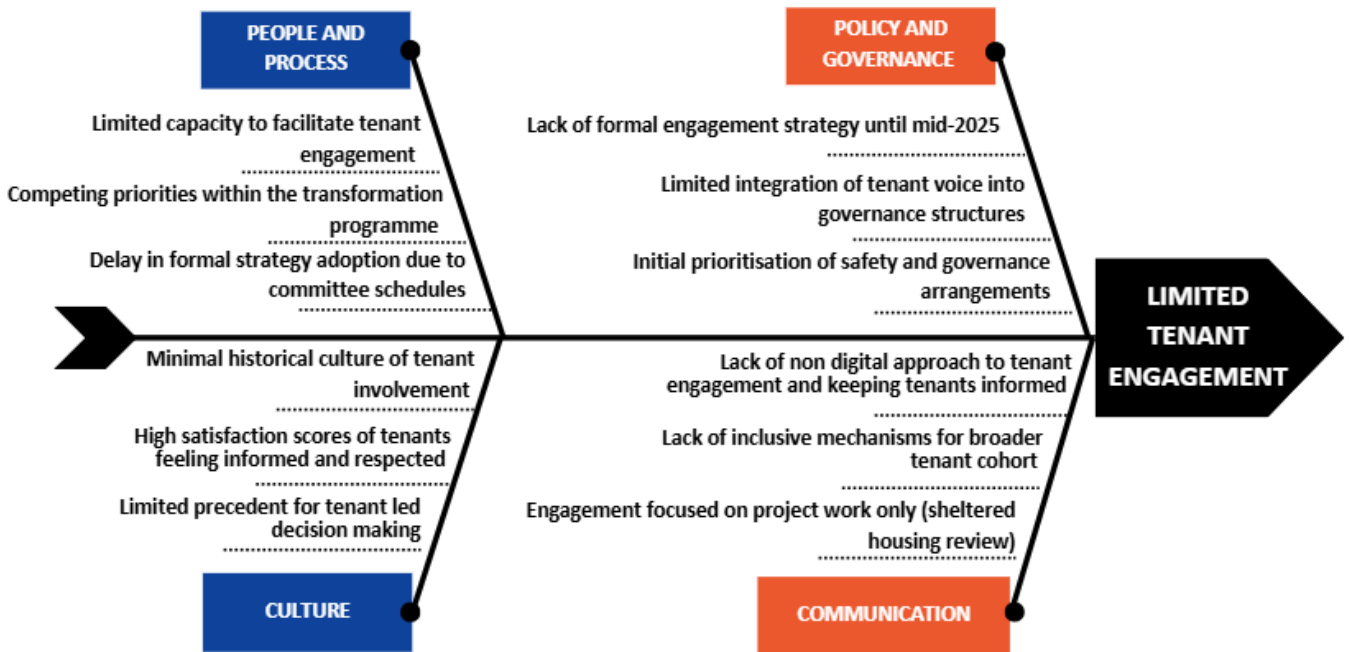 PEOPLE AND
PROCESS
Limited capacity to facilitate tenant
engagement
Competing priorities within the transformation
programme
Delay in formal strategy adoption due to
committee schedules
POLICY AND
GOVERNANCE
Lack of formal engagement strategy until mid-2025
Limited integration of tenant voice into
governance structures
Initial prioritisation of safety and governance
arrangements
LIMITED
TENANT
ENGAGEMENT
Minimal historical culture of tenant
involvement
High satisfaction scores of tenants
feeling informed and respected
Limited precedent for tenant led
decision making
CULTURE
Lack of non digital approach to tenant
engagement and keeping tenants informed
Lack of inclusive mechanisms for broader
tenant cohort
Engagement focused on project work only (sheltered
housing review)
COMMUNICATION